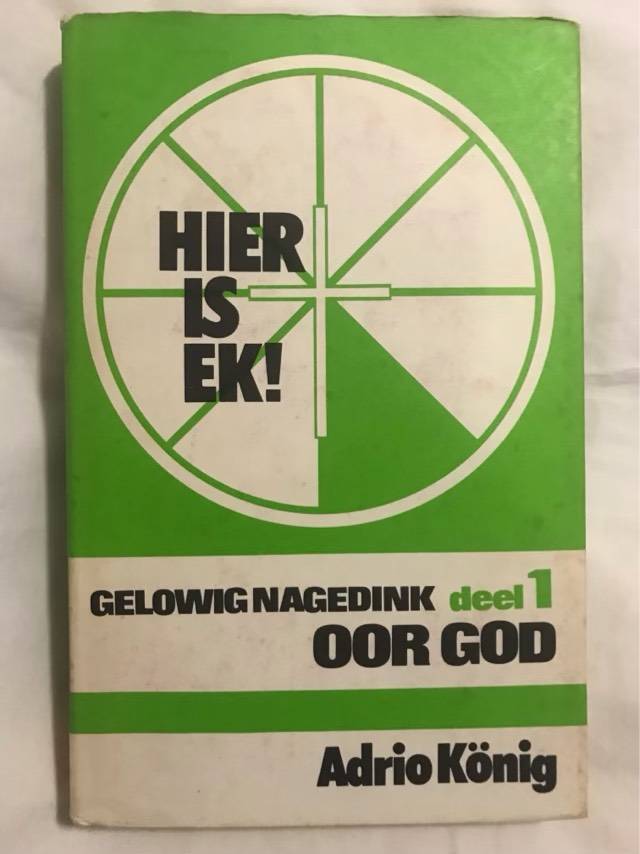 HIER
IS
EK!
GELOWIG NAGEDINK deel 1
OOR GOD
Adrio König